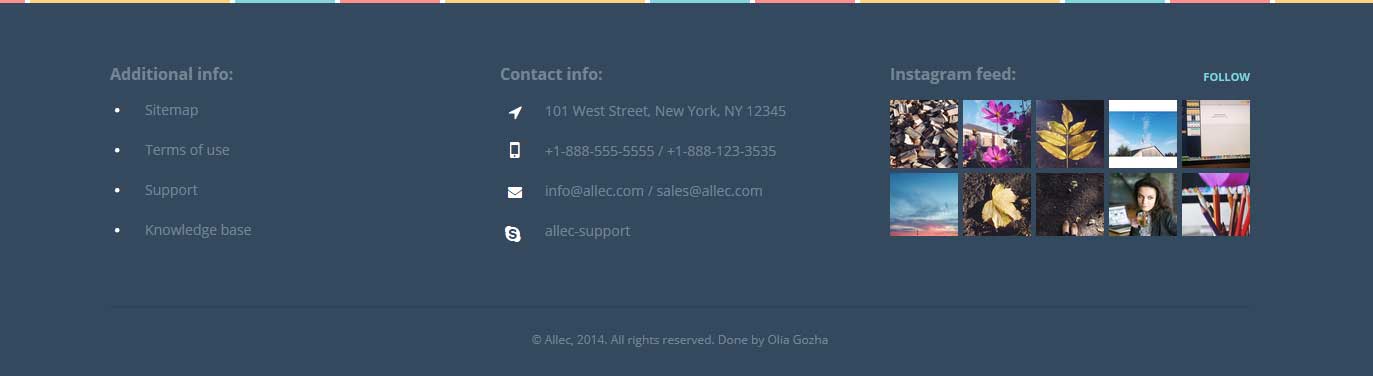 Additional info:
Sitemap
Terms of use
Support
Knowledge base
Contact info:
101 West Street, New York, NY 12345
+1-888-555-5555 / +1-888-123-3535
info@allec.com / sales@allec.com
allec-support
Instagram feed:
FOLLOW
© Allec, 2014. All rights reserved. Done by Olia Gozha